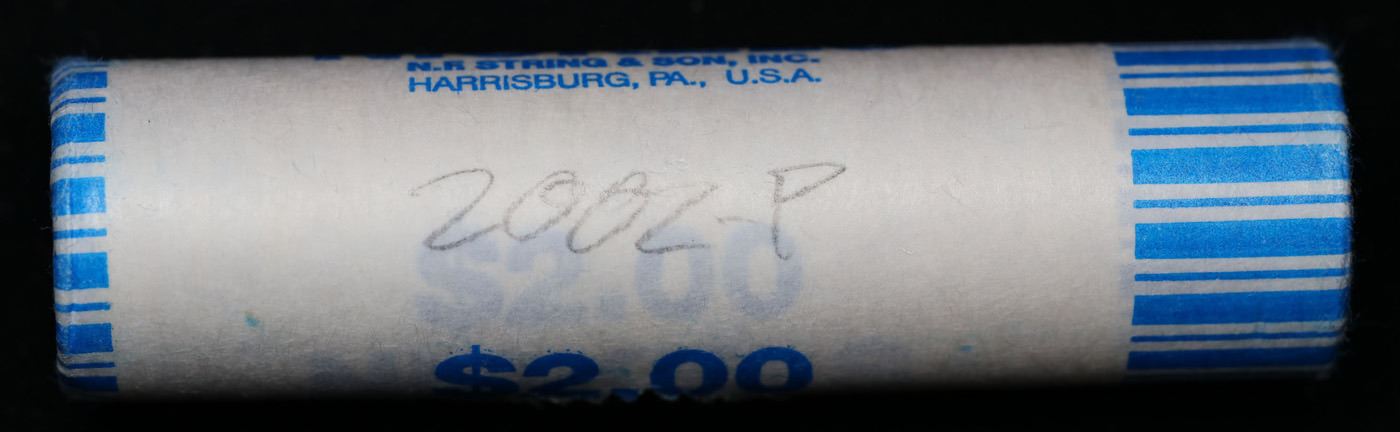 N.F. STRING & SON, INC.
HARRISBURG, PA., U.S.A.
2002-P
$2.00
$2.00